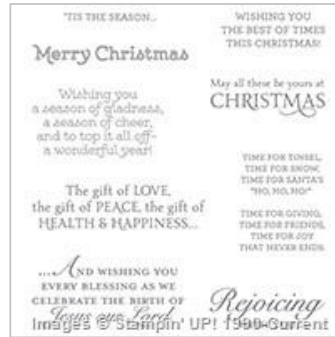 'TIS THE SEASON...
Merry Christmas
Wishing you
a season of gladness,
a season of cheer,
and to top it all off–
a wonderful year!
The gift of LOVE,
the gift of PEACE, the gift of
HEALTH & HAPPINESS...
...AND WISHING YOU
EVERY BLESSING AS WE
CELEBRATE THE BIRTH OF
Jesus our Lord
WISHING YOU
THE BEST OF TIMES
THIS CHRISTMAS!
May all these be yours at
CHRISTMAS
TIME FOR TINSEL,
TIME FOR SNOW,
TIME FOR SANTA'S
"HO, HO, HO!"
TIME FOR GIVING,
TIME FOR FRIENDS,
TIME FOR JOY
THAT NEVER ENDS.
Rejoicing
Images © Stampin' UP! 1990-Current